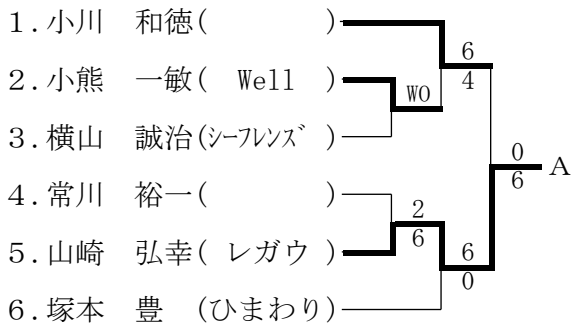 1.小川　和徳(　　　　)
6
4
2.小熊　一敏(　Well　)
WO
3.横山　誠治(ｼｰﾌﾚﾝｽﾞ)
0
6
A
4.常川　裕一(　　　　)
2
6
5.山崎　弘幸(　レガウ　)
6
0
6.塚本　豊　(ひまわり)